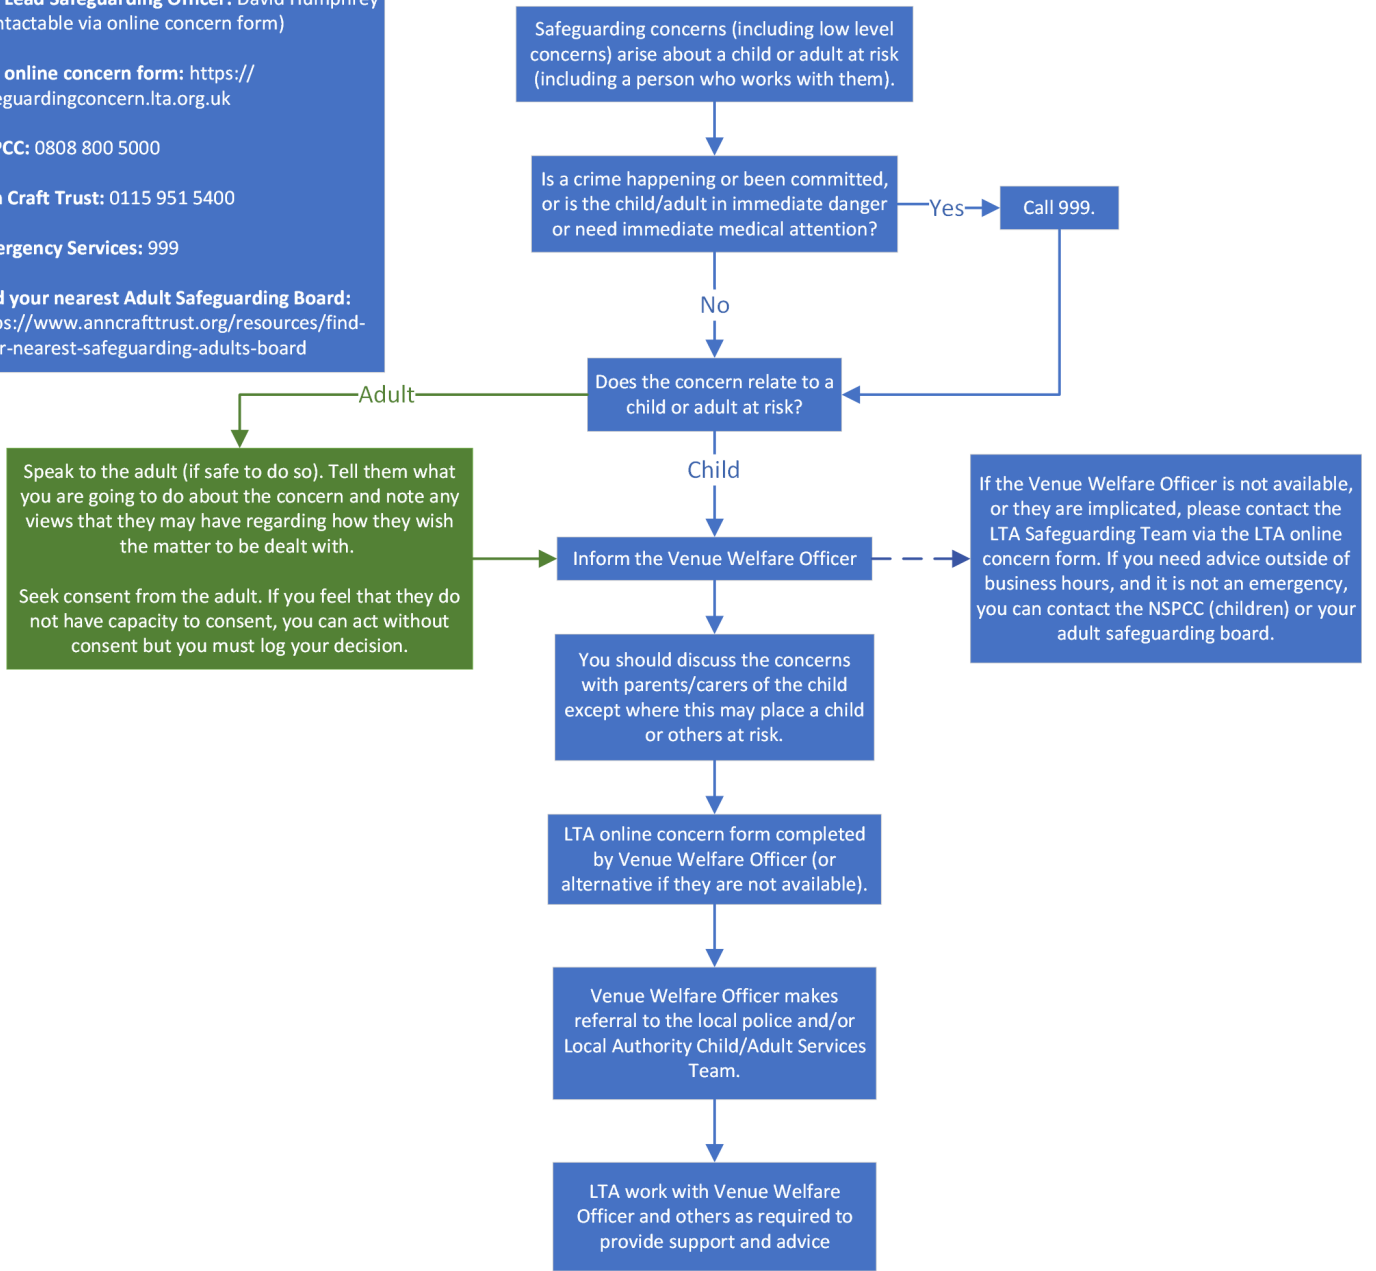 Lead Safeguarding Officer: David Humphrey
ntactable via online concern form)
online concern form: https://
eguardingconcern.lta.org.uk
PCC: 0808 800 5000
Craft Trust: 0115 951 5400
ergency Services: 999
d your nearest Adult Safeguarding Board:
ps://www.anncrafttrust.org/resources/find-
r-nearest-safeguarding-adults-board
Safeguarding concerns (including low level
concerns) arise about a child or adult at risk
(including a person who works with them).
Is a crime happening or been committed,
or is the child/adult in immediate danger
or need immediate medical attention?
Yes
Call 999.
No
Does the concern relate to a
child or adult at risk?
Adult
Child
Speak to the adult (if safe to do so). Tell them what
you are going to do about the concern and note any
views that they may have regarding how they wish
the matter to be dealt with.
Seek consent from the adult. If you feel that they do
not have capacity to consent, you can act without
consent but you must log your decision.
Inform the Venue Welfare Officer
If the Venue Welfare Officer is not available,
or they are implicated, please contact the
LTA Safeguarding Team via the LTA online
concern form. If you need advice outside of
business hours, and it is not an emergency,
you can contact the NSPCC (children) or your
adult safeguarding board.
You should discuss the concerns
with parents/carers of the child
except where this may place a child
or others at risk.
LTA online concern form completed
by Venue Welfare Officer (or
alternative if they are not available).
Venue Welfare Officer makes
referral to the local police and/or
Local Authority Child/Adult Services
Team.
LTA work with Venue Welfare
Officer and others as required to
provide support and advice